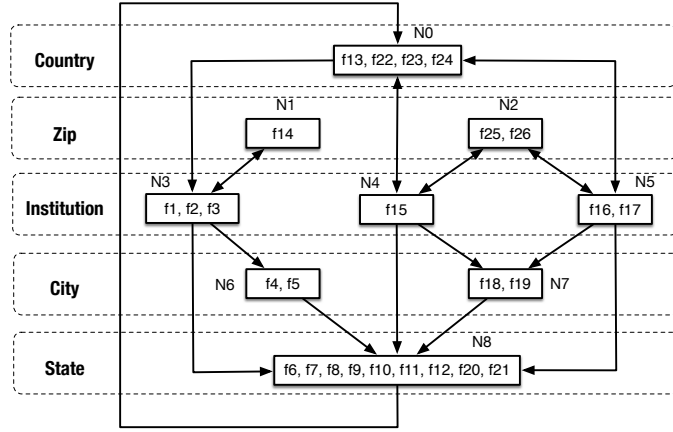 N0
Country
f13, f22, f23, f24
N1
N2
Zip
f14
f25, f26
N3
N4
N5
Institution
f1, f2, f3
f15
f16, f17
City
N6
f4, f5
f18, f19
N7
N8
State
f6, f7, f8, f9, f10, f11, f12, f20, f21